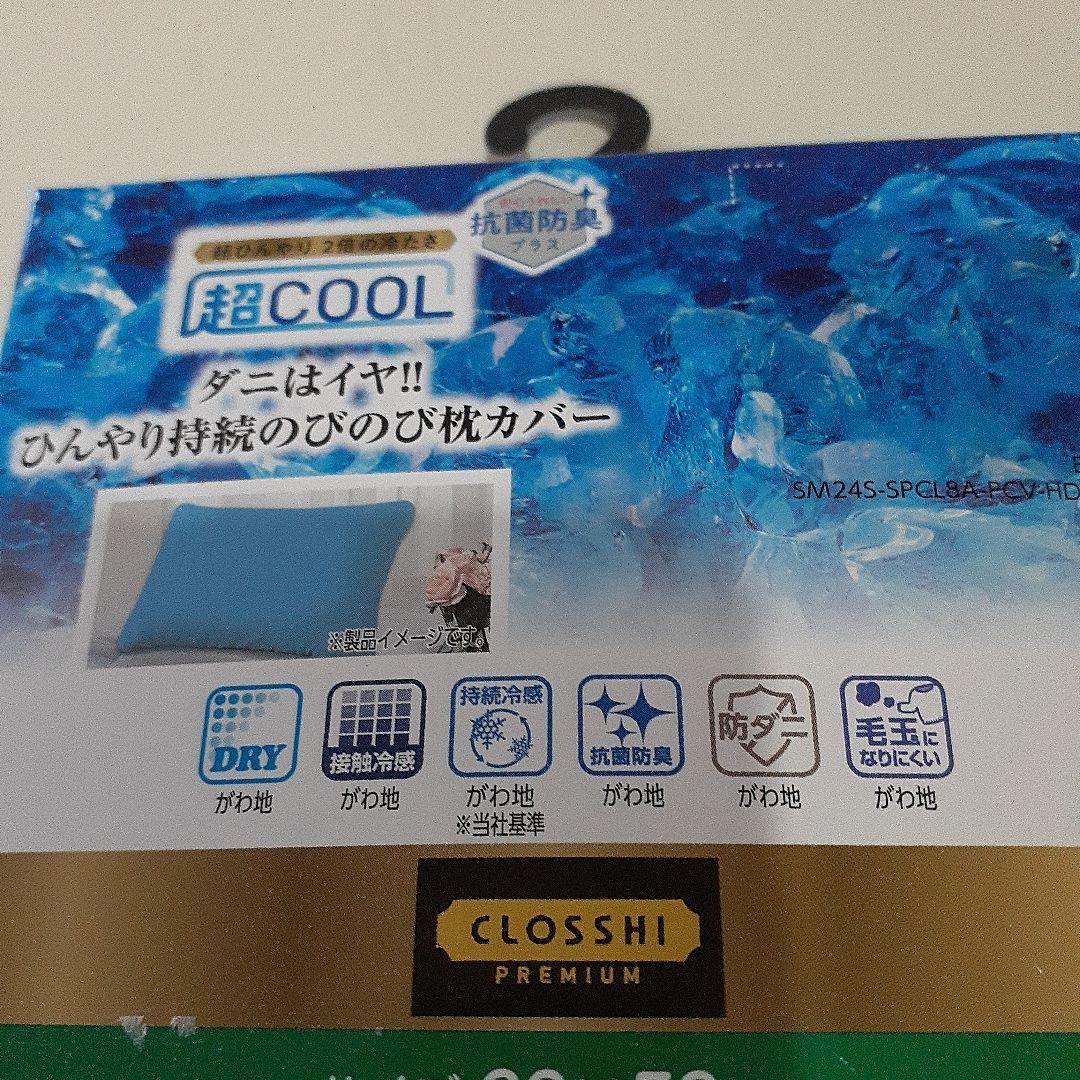 超ひんやり 2倍の冷たさ
超COOL
抗菌防臭
プラス
ダニはイヤ!!
ひんやり持続のびのび枕カバー
SM24S-SPCL8A-PCV-HD
※製品イメージです。
DRY
がわ地
接触冷感
がわ地
持続冷感
がわ地
※当社基準
抗菌防臭
がわ地
防ダニ
がわ地
毛玉に
なりにくい
がわ地
CLOSSHI
PREMIUM